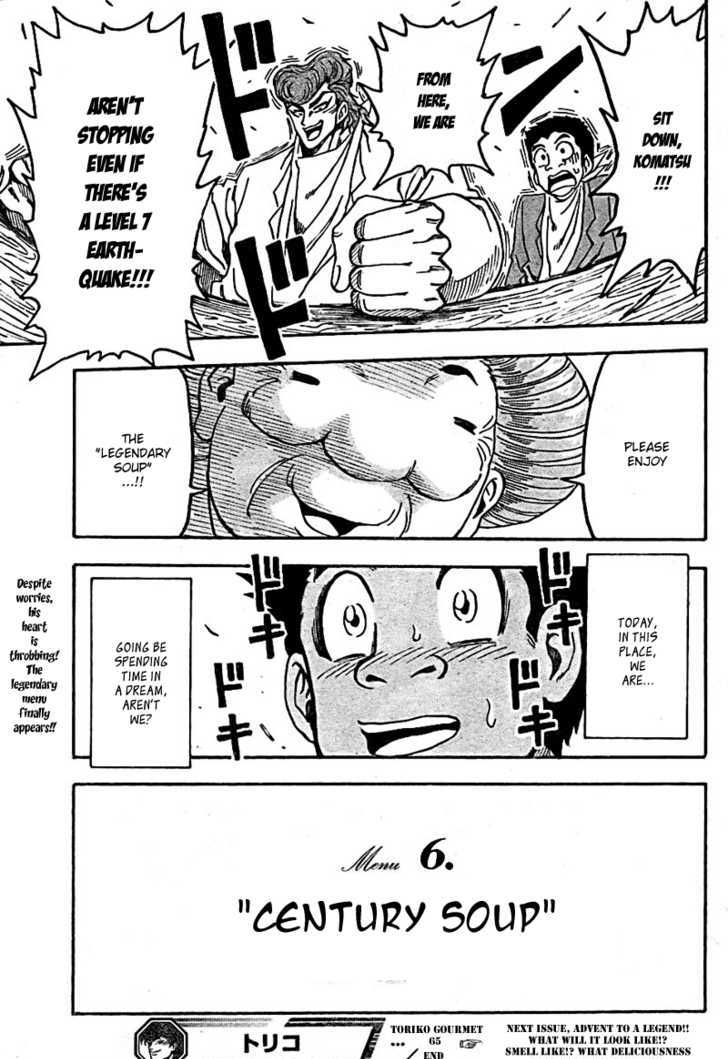 SIT
DOWN,
KOMATSU
!!!
ン
FROM
HERE,
WE ARE
ド
ド
AREN'T
STOPPING
EVEN IF
THERE'S
A LEVEL 7
EARTH-
QUAKE!!!
PLEASE
ENJOY
THE
"LEGENDARY
SOUP"
...!!
TODAY,
IN THIS
PLACE,
WE
ARE...
ドキ
ドキ
ドキ
ドキ
GOING BE
SPENDING
TIME IN
A DREAM,
AREN'T
WE?
Despite
worries,
his
heart
is
throbbing!
The
legendary
menu
finally
appears!!
Menu 6.
"CENTURY SOUP"
トリコ
TORIKO GOURMET
... 65
END
NEXT ISSUE, ADVENT TO A LEGEND!!
WHAT WILL IT LOOK LIKE!?
SMELL LIKE!? WHAT DELICIOUSNESS